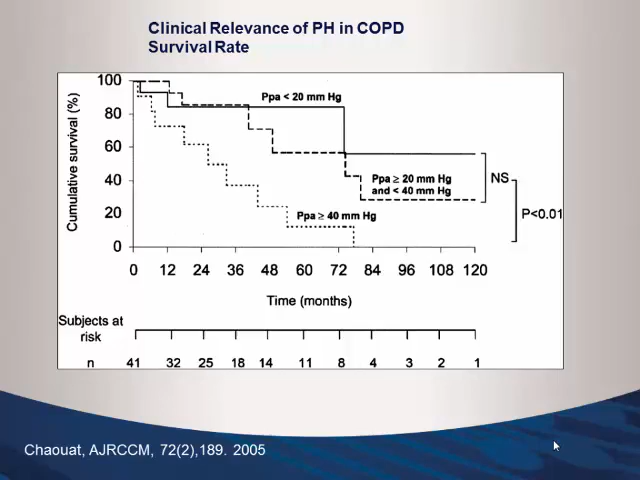 Clinical Relevance of PH in COPD
Survival Rate
Cumulative survival (%)
100
80
60
40
20
0
Ppa < 20 mm Hg
Ppa ≥ 20 mm Hg
and < 40 mm Hg
Ppa ≥ 40 mm Hg
NS
P<0.01
0 12 24 36 48 60 72 84 96 108 120
Time (months)
Subjects at
risk
n 41 32 25 18 14 11 8 4 3 2 1
Chaouat, AJRCCM, 72(2),189. 2005